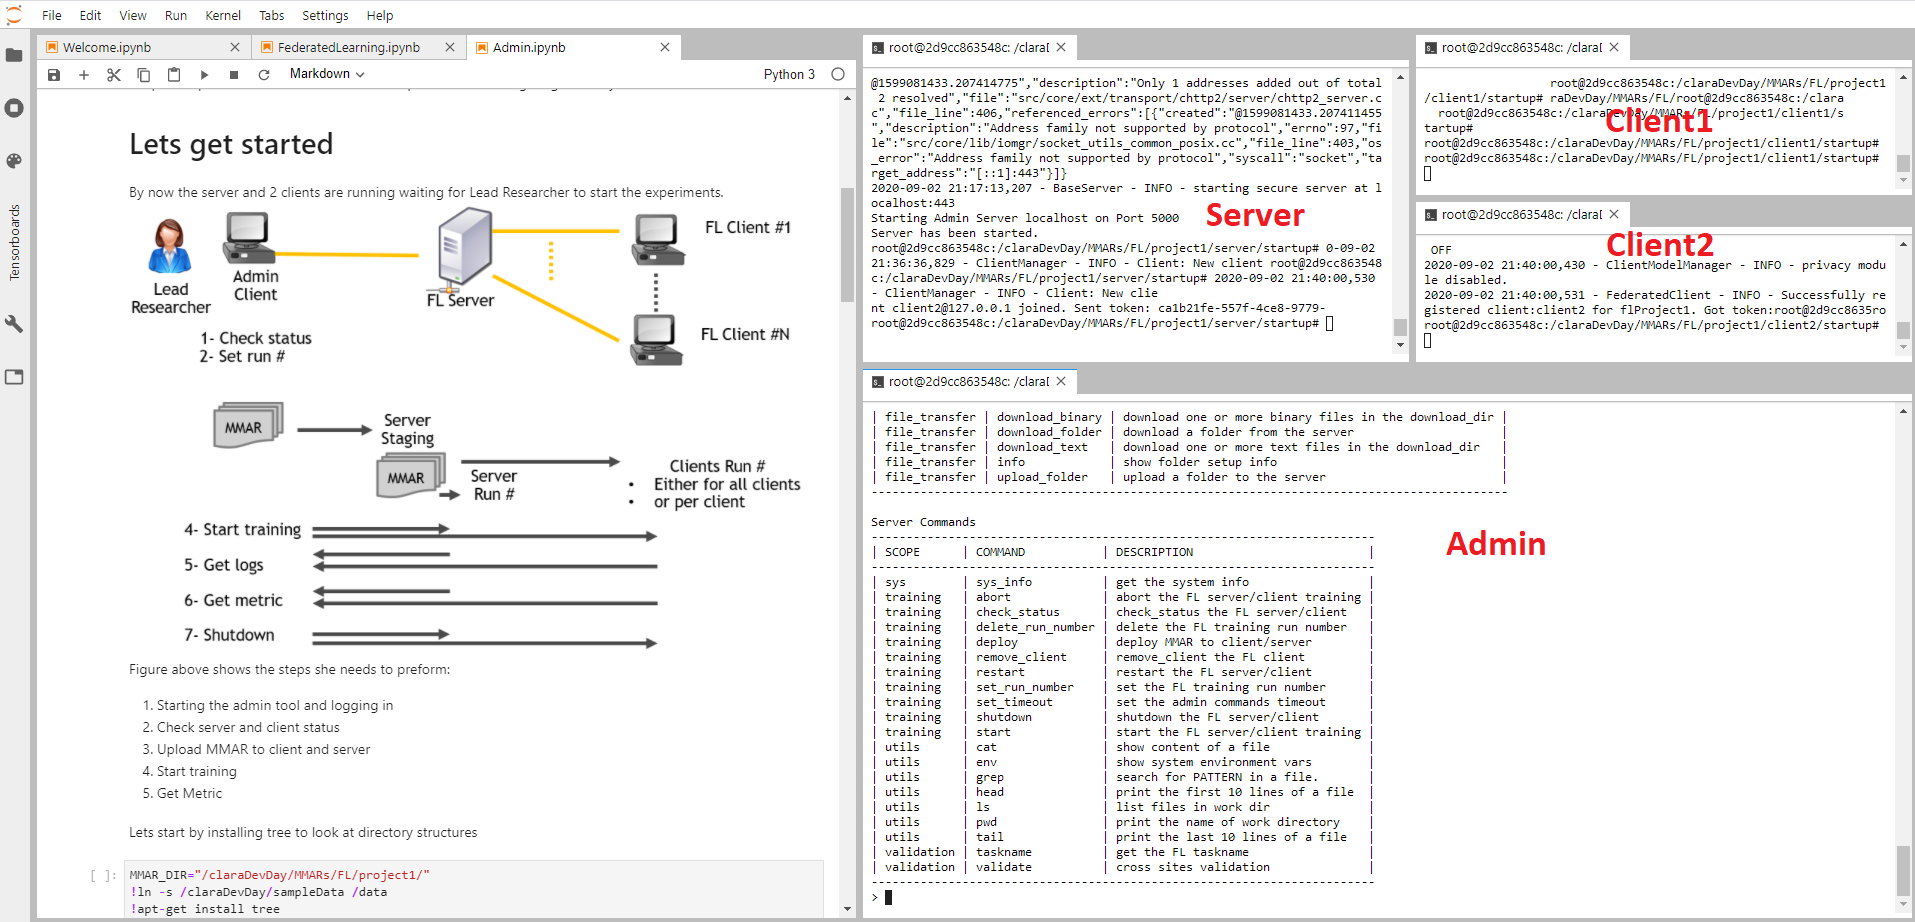 File Edit View Run Kernel Tabs Settings Help
Tensorboards
Welcome.ipynb
FederatedLearning.ipynb
Admin.ipynb
Markdown
Python 3
Lets get started
By now the server and 2 clients are running waiting for Lead Researcher to start the experiments.
Lead
Researcher
Admin
Client
FL Server
FL Client #1
FL Client #N
1- Check status
2- Set run #
MMAR
Server
Staging
MMAR
Server
Run #
Clients Run #
• Either for all clients
• or per client
4- Start training
5- Get logs
6- Get metric
7- Shutdown
Figure above shows the steps she needs to preform:
1. Starting the admin tool and logging in
2. Check server and client status
3. Upload MMAR to client and server
4. Start training
5. Get Metric
Lets start by installing tree to look at directory structures
[ ]:
MMAR_DIR="/claraDevDay/MMARs/FL/project1/"
!ln -s /claraDevDay/sampleData /data
!apt-get install tree
root@2d9cc863548c: /claraD
@1599081433.207414775","description":"Only 1 addresses added out of total
2 resolved","file":"src/core/ext/transport/chttp2/server/chttp2_server.c
c","file_line":406,"referenced_errors":[{"created":"@1599081433.207411455
","description":"Address family not supported by protocol","errno":97,"fi
le":"src/core/lib/iomgr/socket_utils_common_posix.cc","file_line":403,"os
_error":"Address family not supported by protocol","syscall":"socket","ta
rget_address":"[::1]:443"}]}
2020-09-02 21:17:13,207 - BaseServer - INFO - starting secure server at l
ocalhost:443
Starting Admin Server localhost on Port 5000
Server has been started.
root@2d9cc863548c:/claraDevDay/MMARs/FL/project1/server/startup# 0-09-02
21:36:36,829 - ClientManager - INFO - Client: New client root@2d9cc863548
c:/claraDevDay/MMARs/FL/project1/server/startup# 2020-09-02 21:40:00,530
- ClientManager - INFO - Client: New clie
nt client2@127.0.0.1 joined. Sent token: ca1b21fe-557f-4ce8-9779-
root@2d9cc863548c:/claraDevDay/MMARs/FL/project1/server/startup#
Server
root@2d9cc863548c: /claraD
root@2d9cc863548c:/claraDevDay/MMARs/FL/project1
/client1/startup# raDevDay/MMARs/FL/root@2d9cc863548c:/clara
root@2d9cc863548c:/claraDevDay/MMARs/FL/project1/client1/s
tartup#
root@2d9cc863548c:/claraDevDay/MMARs/FL/project1/client1/startup#
root@2d9cc863548c:/claraDevDay/MMARs/FL/project1/client1/startup#
Client1
root@2d9cc863548c: /claraD
OFF
2020-09-02 21:40:00,430 - ClientModelManager - INFO - privacy modu
le disabled.
2020-09-02 21:40:00,531 - FederatedClient - INFO - Successfully re
gistered client:client2 for flProject1. Got token:root@2d9cc8635ro
root@2d9cc863548c:/claraDevDay/MMARs/FL/project1/client2/startup#
Client2
root@2d9cc863548c: /claraD
| file_transfer | download_binary | download one or more binary files in the download_dir |
| file_transfer | download_folder | download a folder from the server |
| file_transfer | download_text | download one or more text files in the download_dir |
| file_transfer | info | show folder setup info |
| file_transfer | upload_folder | upload a folder to the server |
Server Commands
| SCOPE | COMMAND | DESCRIPTION |
| sys | sys_info | get the system info |
| training | abort | abort the FL server/client training |
| training | check_status | check_status the FL server/client |
| training | delete_run_number | delete the FL training run number |
| training | deploy | deploy MMAR to client/server |
| training | remove_client | remove_client the FL client |
| training | restart | restart the FL server/client |
| training | set_run_number | set the FL training run number |
| training | set_timeout | set the admin commands timeout |
| training | shutdown | shutdown the FL server/client |
| training | start | start the FL server/client training |
| utils | cat | show content of a file |
| utils | env | show system environment vars |
| utils | grep | search for PATTERN in a file. |
| utils | head | print the first 10 lines of a file |
| utils | ls | list files in work dir |
| utils | pwd | print the name of work directory |
| utils | tail | print the last 10 lines of a file |
| validation | taskname | get the FL taskname |
| validation | validate | cross sites validation |
>
Admin